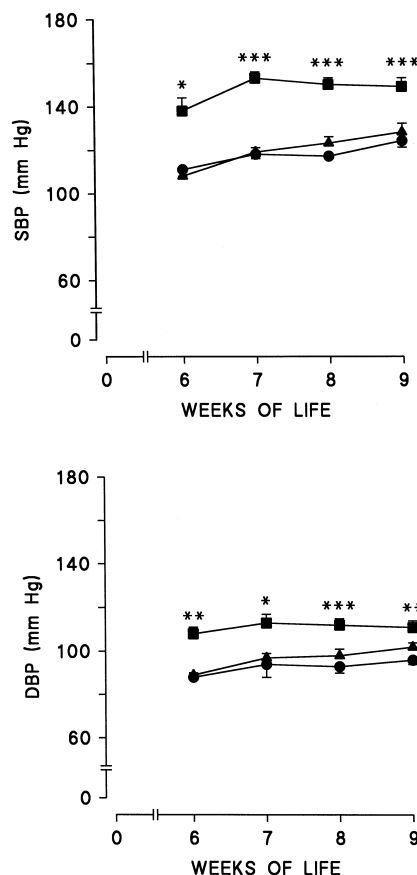 180
140
100
60
0
SBP (mm Hg)
* *** *** ***
0 6 7 8 9
WEEKS OF LIFE
180
140
100
60
0
DBP (mm Hg)
** * *** **
0 6 7 8 9
WEEKS OF LIFE